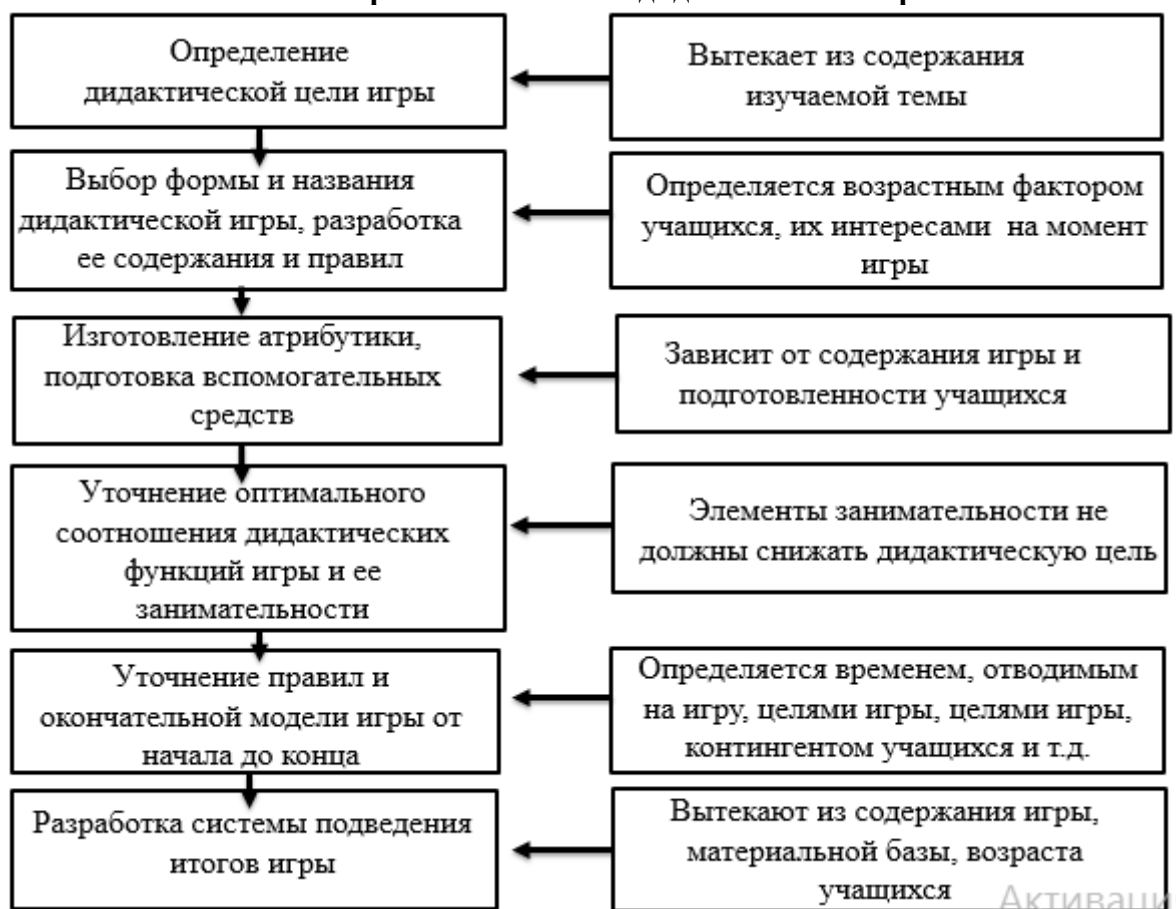 Определение
дидактической цели игры
Вытекает из содержания
изучаемой темы
Выбор формы и названия
дидактической игры, разработка
ее содержания и правил
Определяется возрастным фактором
учащихся, их интересами на момент
игры
Изготовление атрибутики,
подготовка вспомогательных
средств
Зависит от содержания игры и
подготовленности учащихся
Уточнение оптимального
соотношения дидактических
функций игры и ее
занимательности
Элементы занимательности не
должны снижать дидактическую цель
Уточнение правил и
окончательной модели игры от
начала до конца
Определяется временем, отводимым
на игру, целями игры, целями игры,
контингентом учащихся и т.д.
Разработка системы подведения
итогов игры
Вытекают из содержания игры,
материальной базы, возраста
учащихся